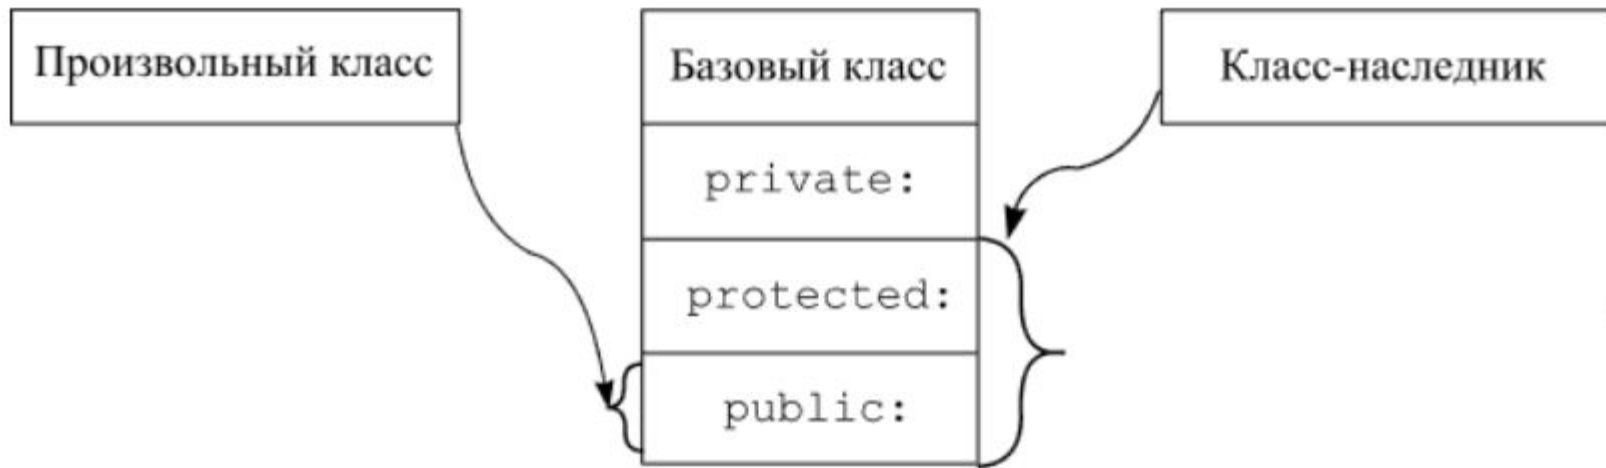 Произвольный класс
Базовый класс
Класс-наследник
private:
protected:
public: